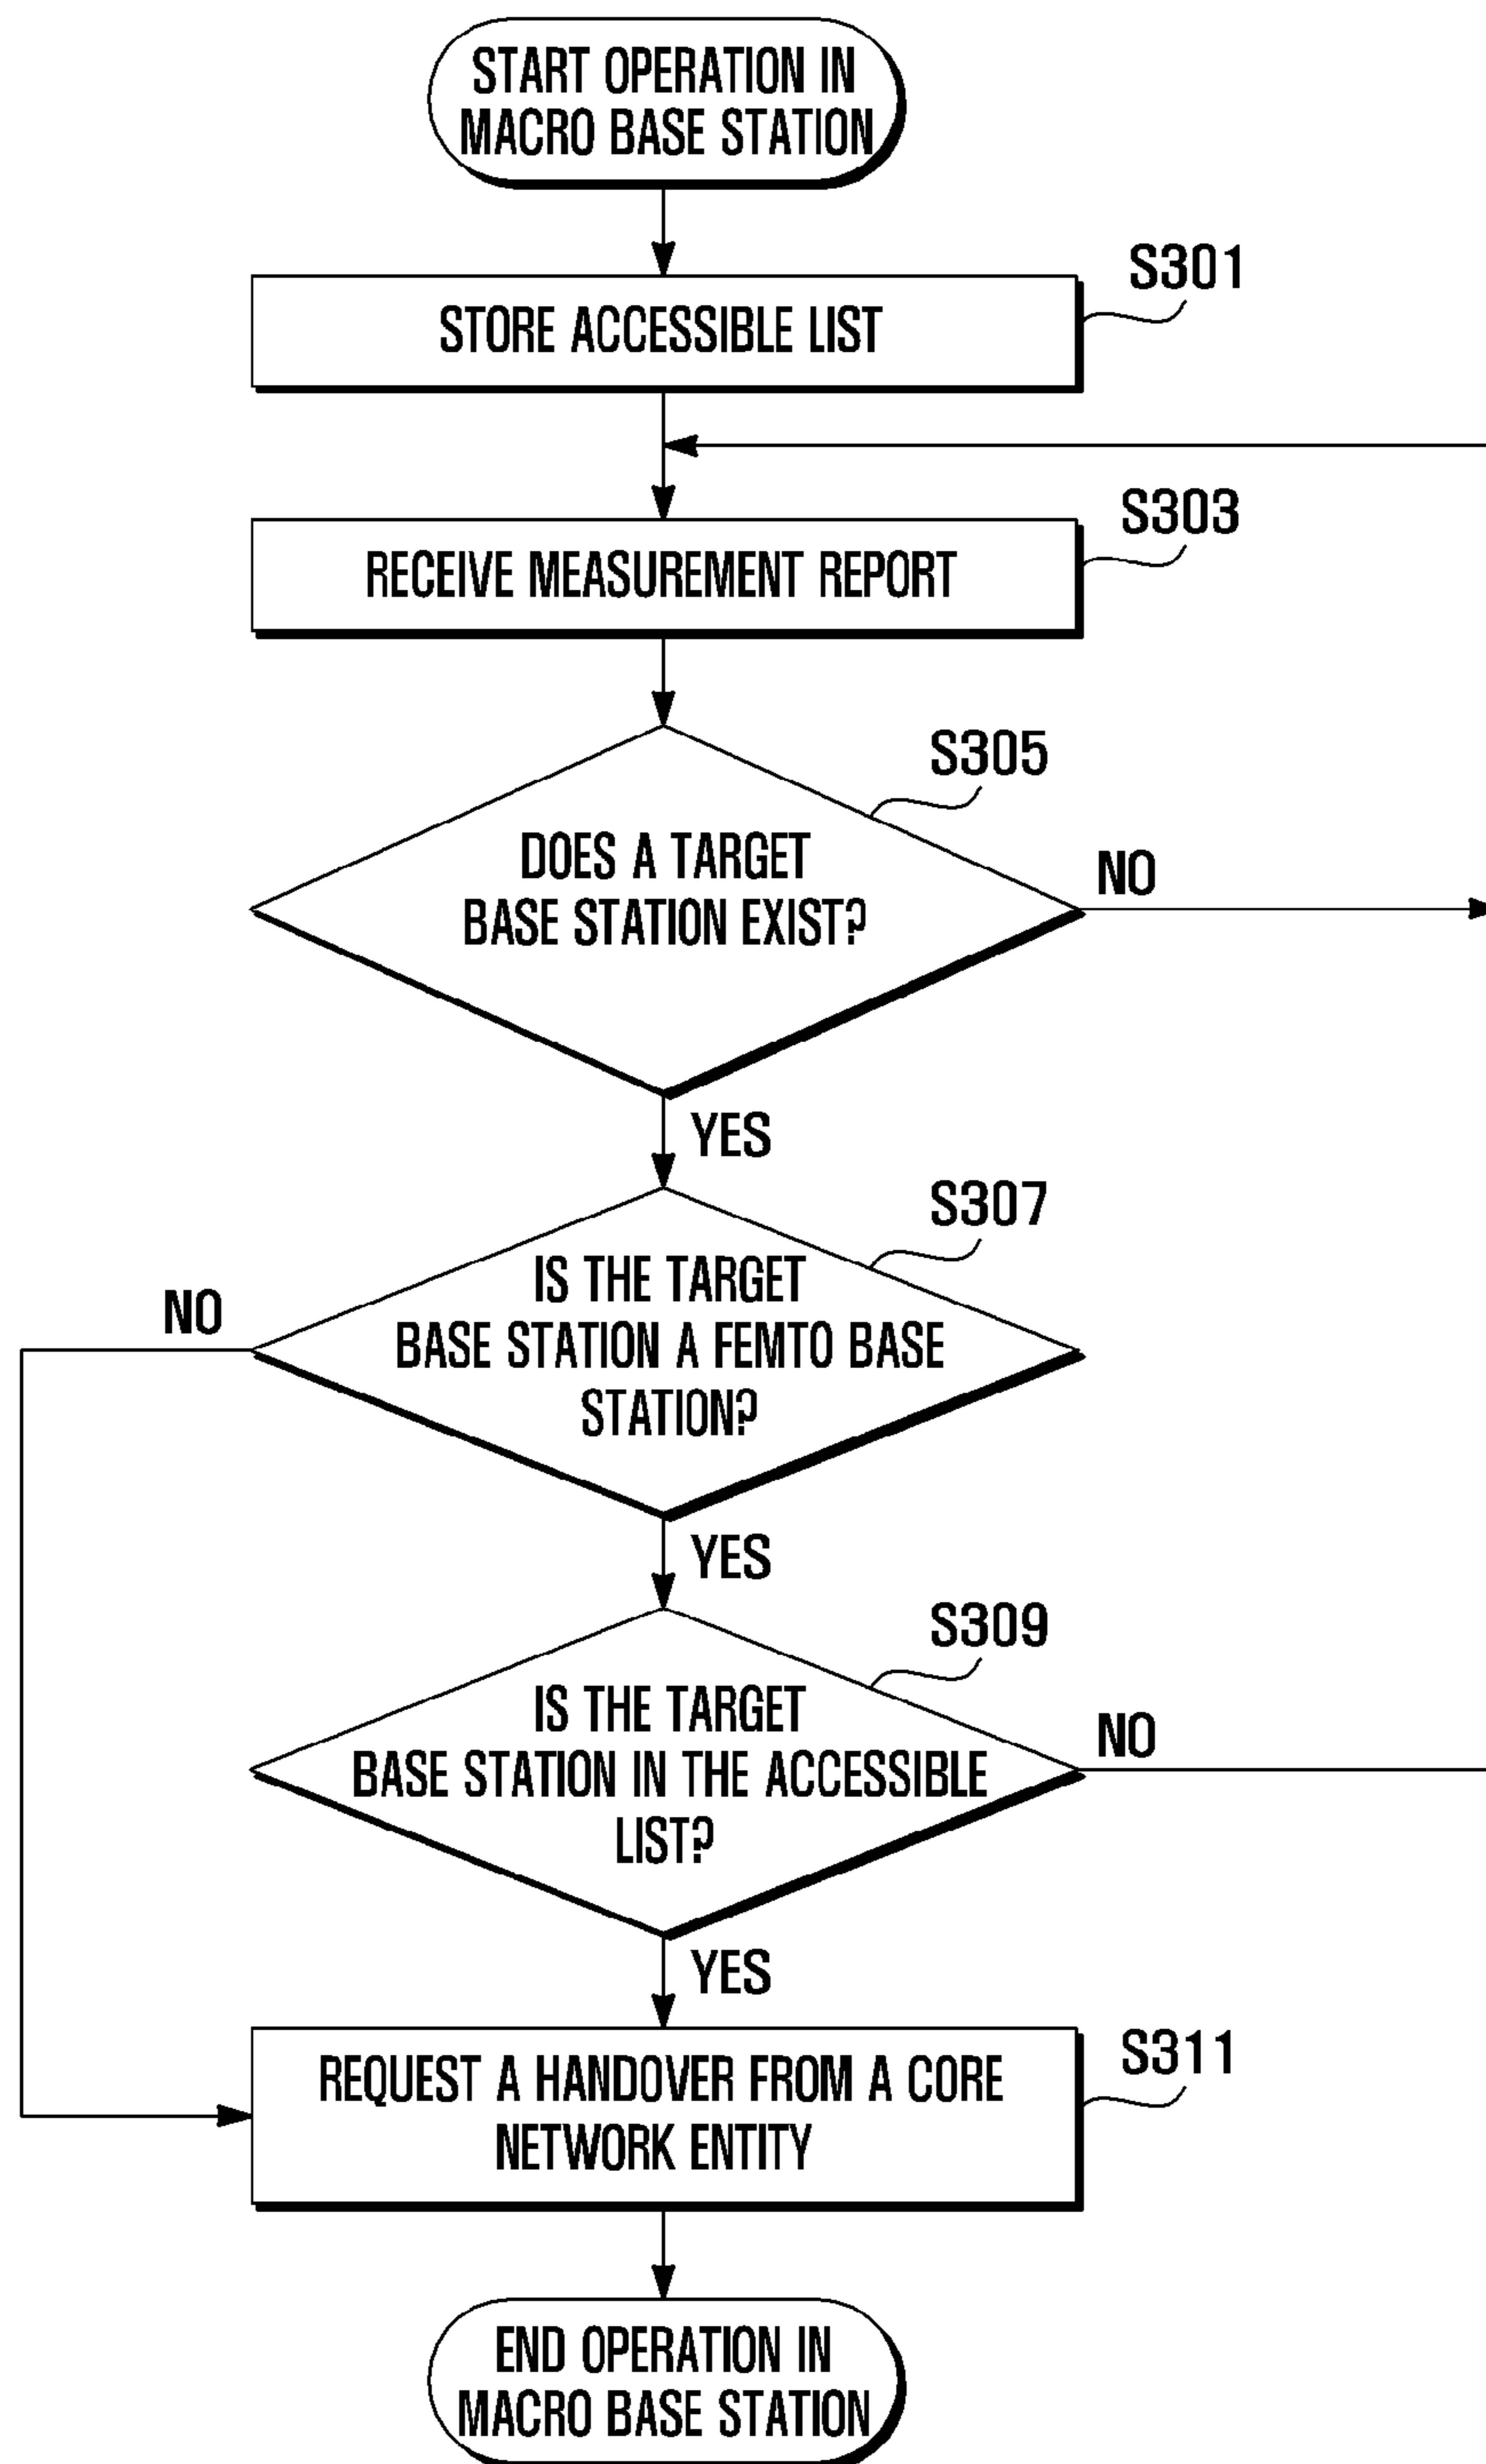 START OPERATION IN
MACRO BASE STATION
S301
STORE ACCESSIBLE LIST
S303
RECEIVE MEASUREMENT REPORT
S305
DOES A TARGET
BASE STATION EXIST?
NO
YES
S307
IS THE TARGET
BASE STATION A FEMTO BASE
STATION?
NO
YES
S309
IS THE TARGET
BASE STATION IN THE ACCESSIBLE
LIST?
NO
YES
S311
REQUEST A HANDOVER FROM A CORE
NETWORK ENTITY
END OPERATION IN
MACRO BASE STATION